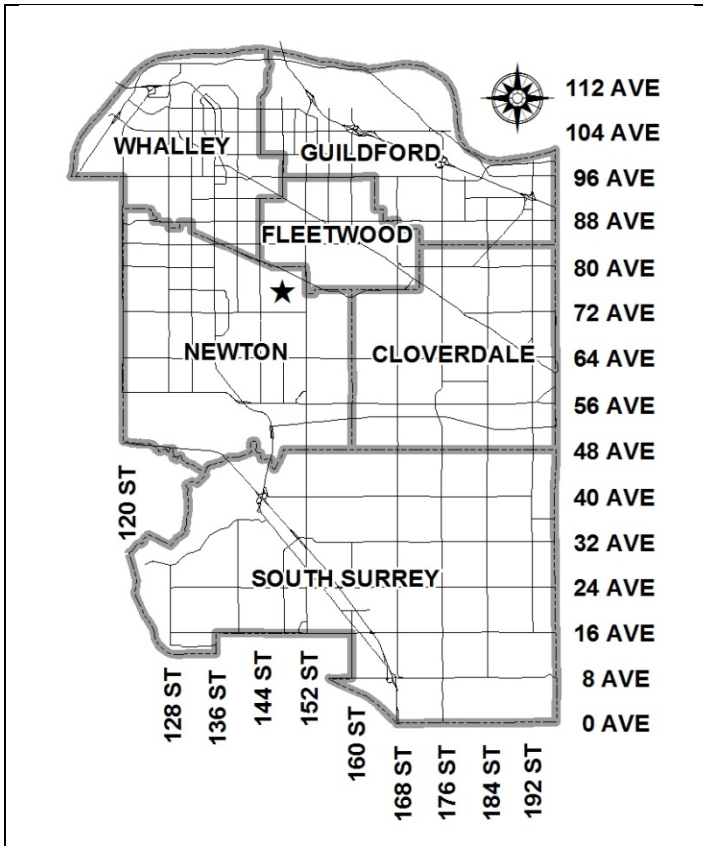 112 AVE
104 AVE
WHALLEY
GUILDFORD
96 AVE
88 AVE
FLEETWOOD
80 AVE
72 AVE
NEWTON
CLOVERDALE
64 AVE
56 AVE
48 AVE
120 ST
40 AVE
32 AVE
SOUTH SURREY
24 AVE
16 AVE
128 ST
136 ST
144 ST
152 ST
160 ST
8 AVE
0 AVE
168 ST
176 ST
184 ST
192 ST